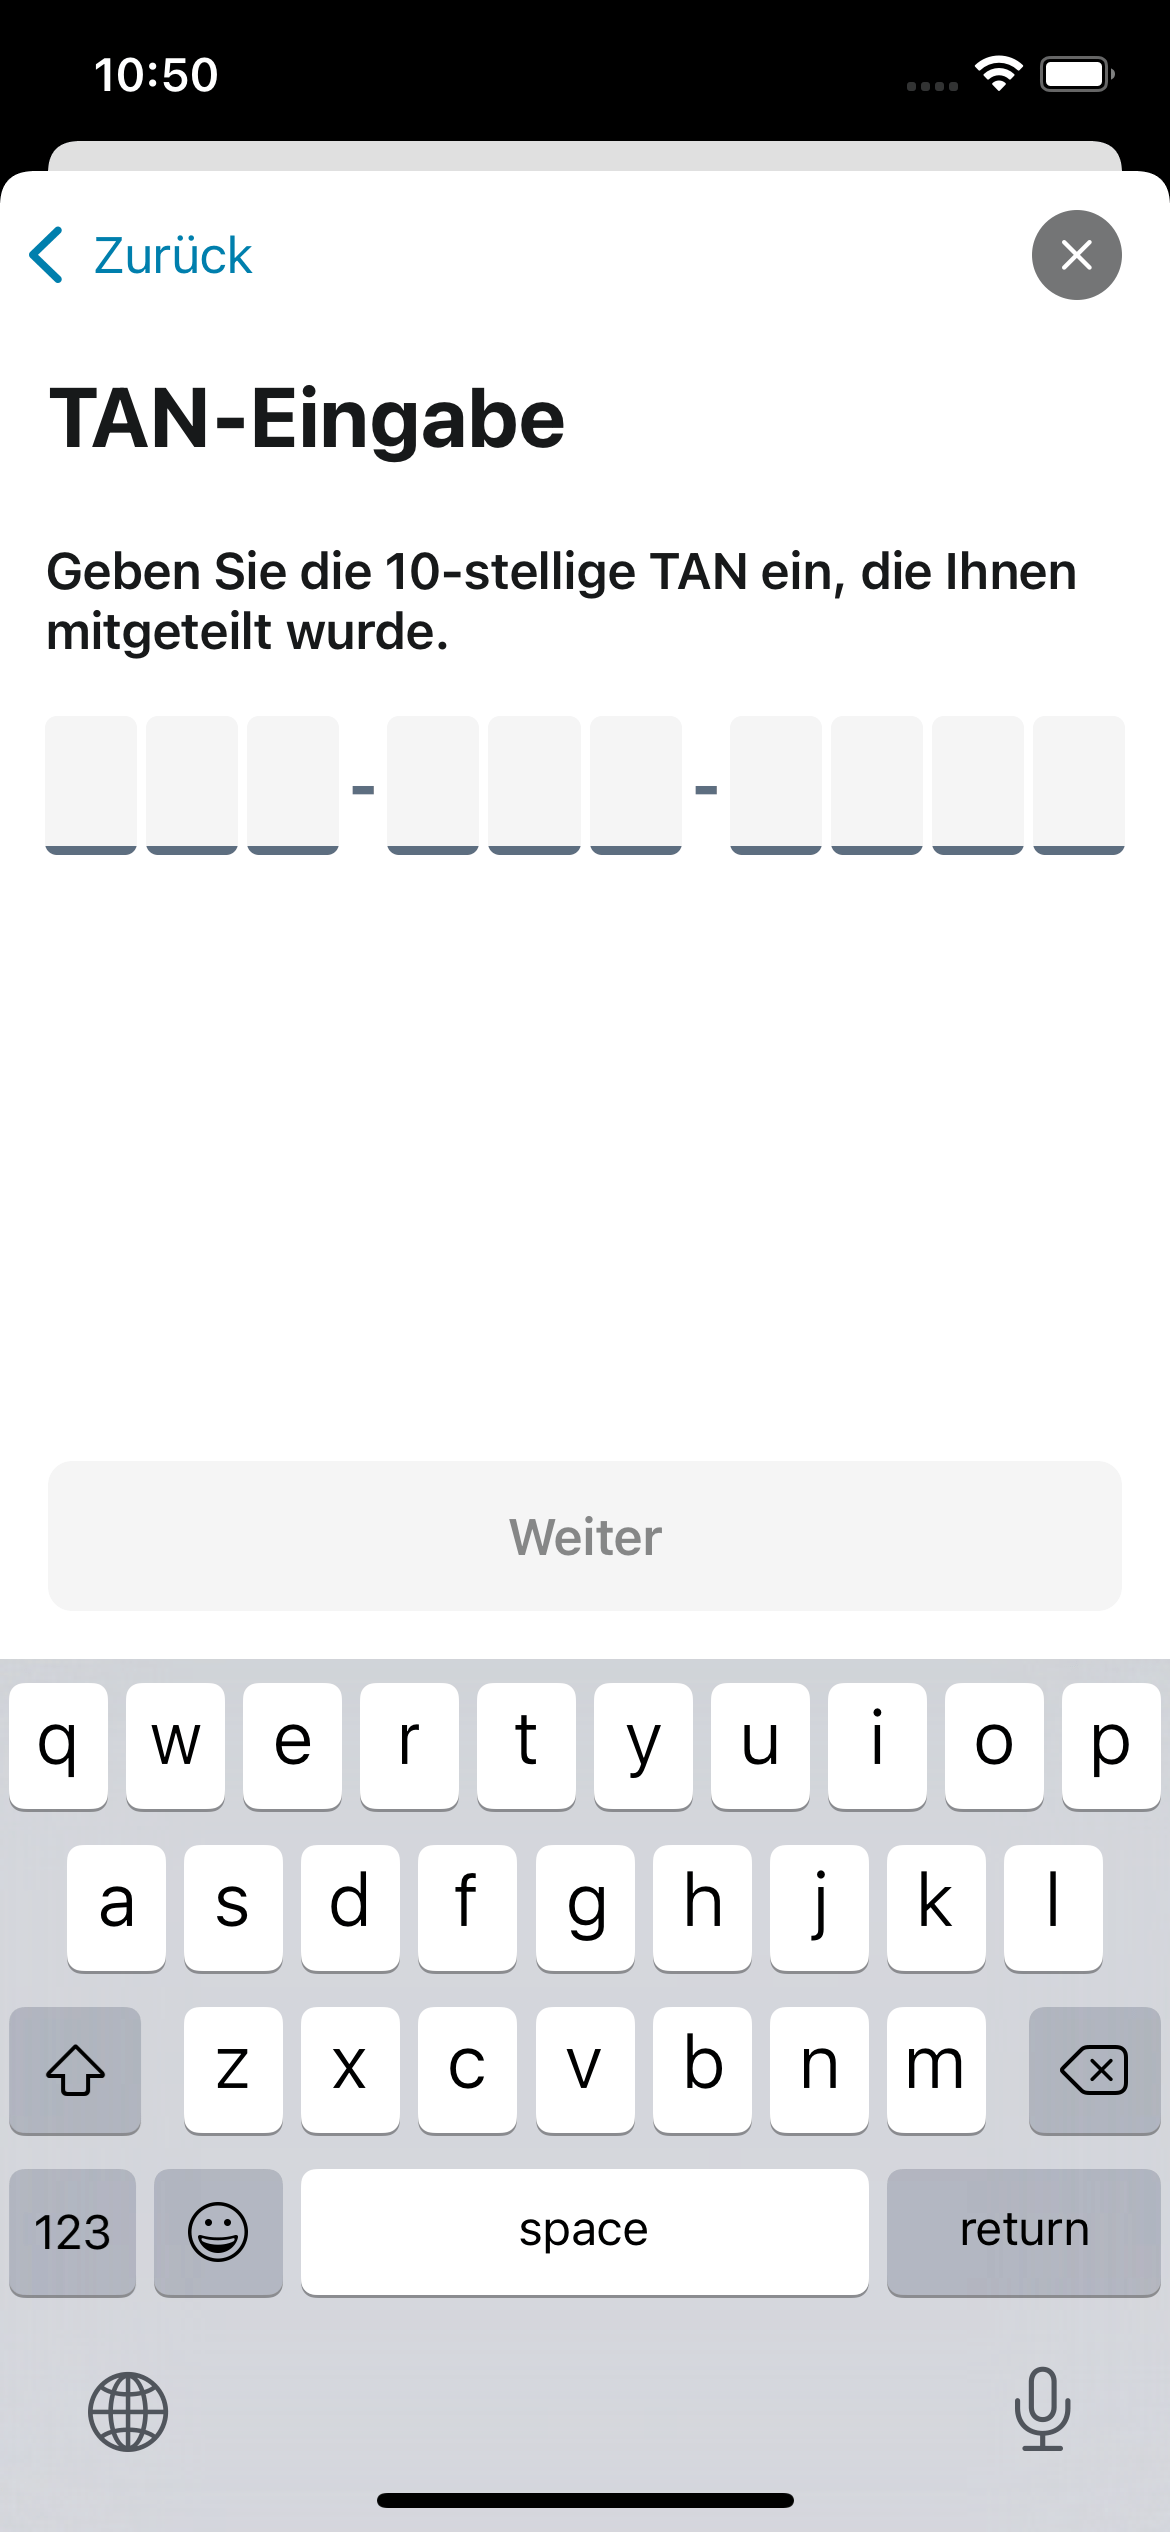 10:50
Zurück
TAN-Eingabe
Geben Sie die 10-stellige TAN ein, die Ihnen
mitgeteilt wurde.
- -
Weiter
q w e r t y u i o p
a s d f g h j k l
z x c v b n m
123 space return